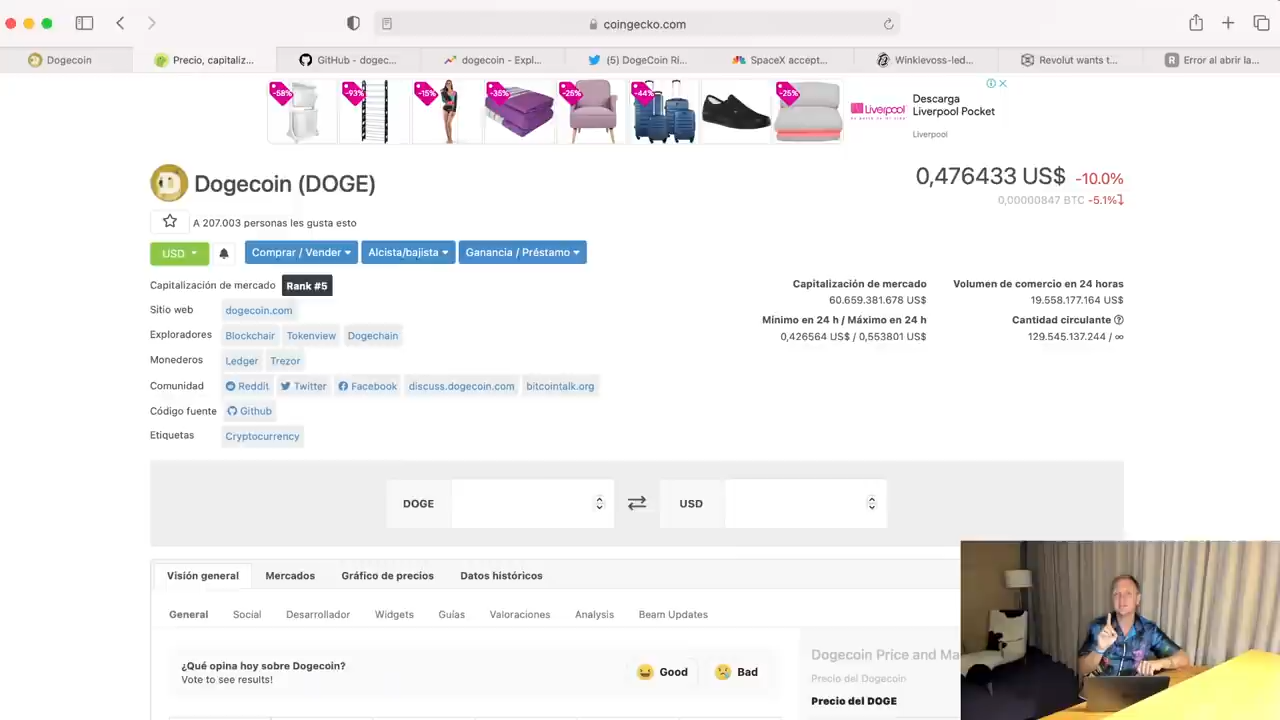 coingecko.com
Dogecoin
Precio, capitaliz...
GitHub - dogec...
dogecoin - Expl...
(5) DogeCoin Ri...
SpaceX accept...
Winklevoss-led...
Revolut wants t...
Error al abrir la...
-58%
-93%
-15%
-35%
-26%
-44%
-25%
Liverpool
Descarga
Liverpool Pocket
Liverpool
Dogecoin (DOGE)
0,476433 US$ -10.0%
0,00000847 BTC -5.1%
A 207.003 personas les gusta esto
USD
Comprar / Vender
Alcista/bajista
Ganancia / Préstamo
Capitalización de mercado Rank #5
Sitio web dogecoin.com
Exploradores Blockchair Tokenview Dogechain
Monederos Ledger Trezor
Comunidad Reddit Twitter Facebook discuss.dogecoin.com bitcointalk.org
Código fuente Github
Etiquetas Cryptocurrency
Capitalización de mercado
60.659.381.678 US$
Volumen de comercio en 24 horas
19.558.177.164 US$
Mínimo en 24 h / Máximo en 24 h
0,426564 US$ / 0,553801 US$
Cantidad circulante
129.545.137.244 / ∞
DOGE
USD
Visión general
Mercados
Gráfico de precios
Datos históricos
General
Social
Desarrollador
Widgets
Guías
Valoraciones
Analysis
Beam Updates
¿Qué opina hoy sobre Dogecoin?
Vote to see results!
Good
Bad
Dogecoin Price and Ma
Precio del Dogecoin
Precio del DOGE